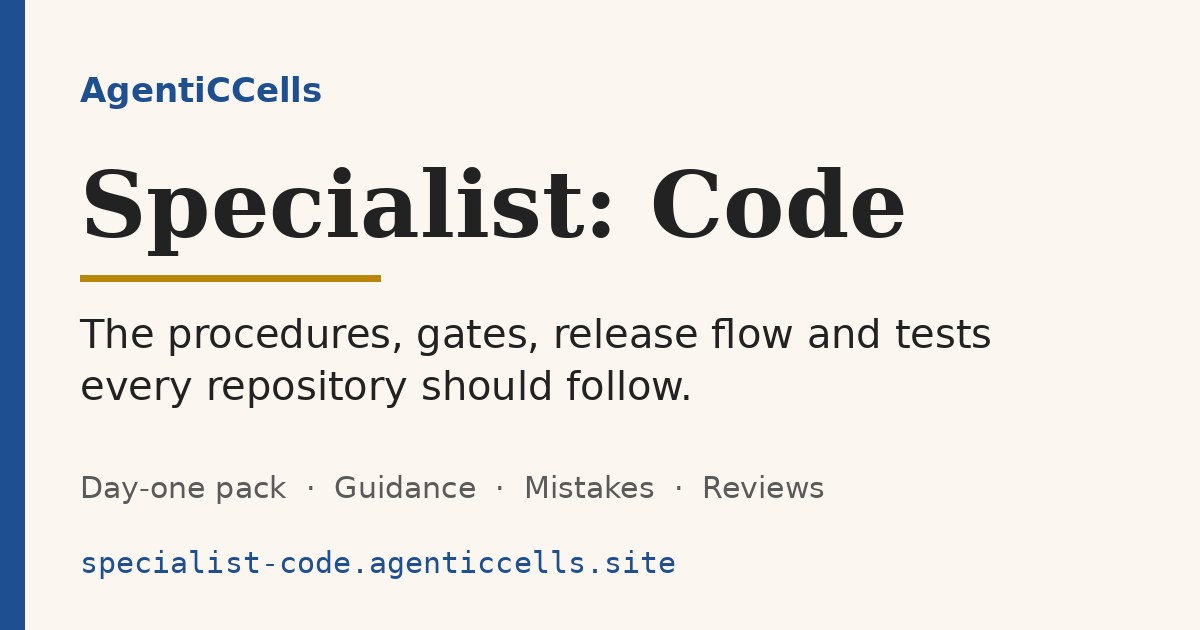 AgentiCCells
Specialist: Code
The procedures, gates, release flow and tests
every repository should follow.
Day-one pack · Guidance · Mistakes · Reviews
specialist-code.agenticcells.site